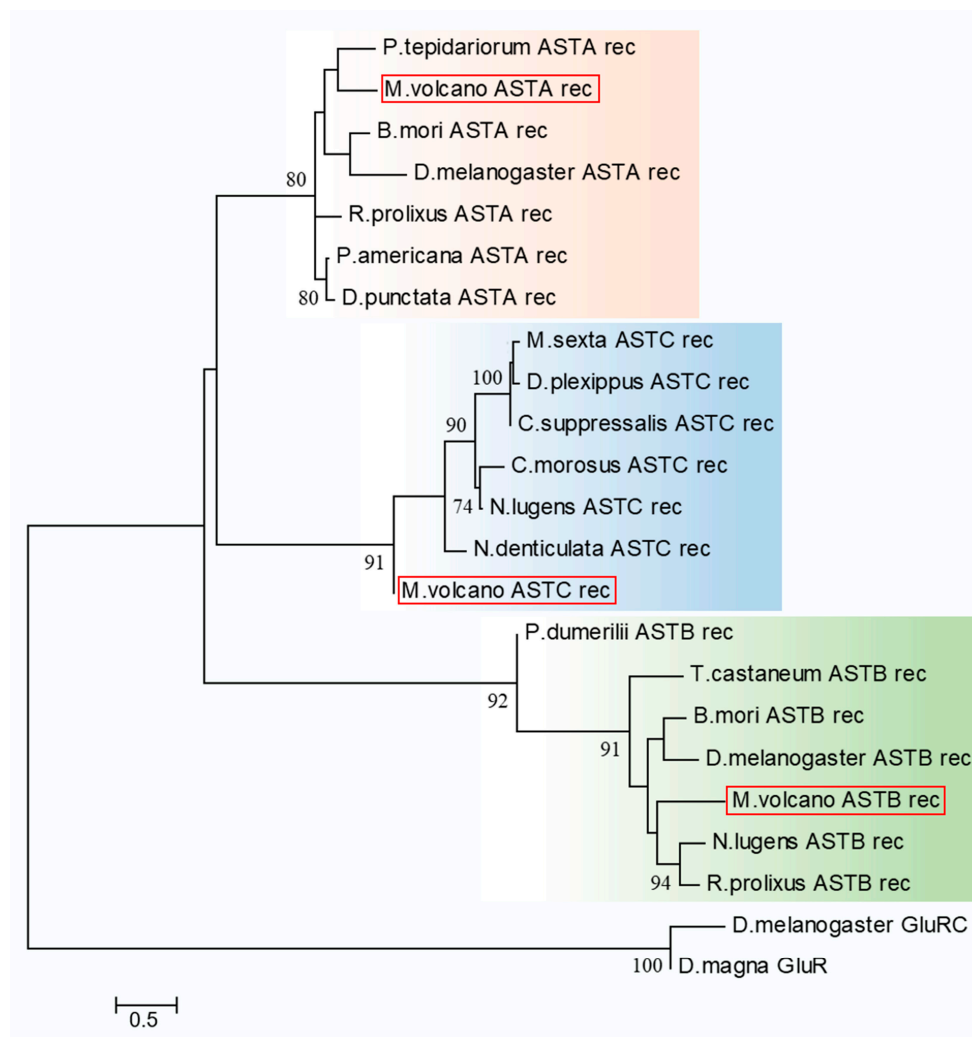 P.tepidariorum ASTA rec
M.volcano ASTA rec
B.mori ASTA rec
D.melanogaster ASTA rec
80
R.prolixus ASTA rec
P.americana ASTA rec
80 D.punctata ASTA rec
M.sexta ASTC rec
100 D.plexippus ASTC rec
C.suppressalis ASTC rec
90
C.morosus ASTC rec
74 N.lugens ASTC rec
N.denticulata ASTC rec
91
M.volcano ASTC rec
P.dumerilii ASTB rec
T.castaneum ASTB rec
92
B.mori ASTB rec
91
D.melanogaster ASTB rec
M.volcano ASTB rec
N.lugens ASTB rec
94 R.prolixus ASTB rec
D.melanogaster GluRC
100 D.magna GluR
0.5